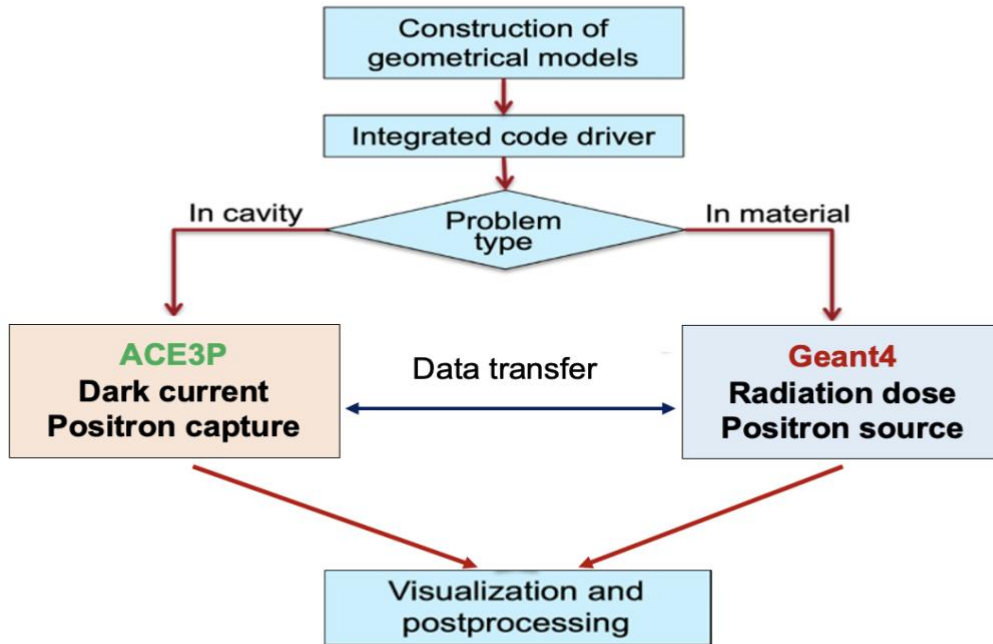 Construction of
geometrical models
Integrated code driver
In cavity
Problem
type
In material
ACE3P
Dark current
Positron capture
Data transfer
Geant4
Radiation dose
Positron source
Visualization and
postprocessing